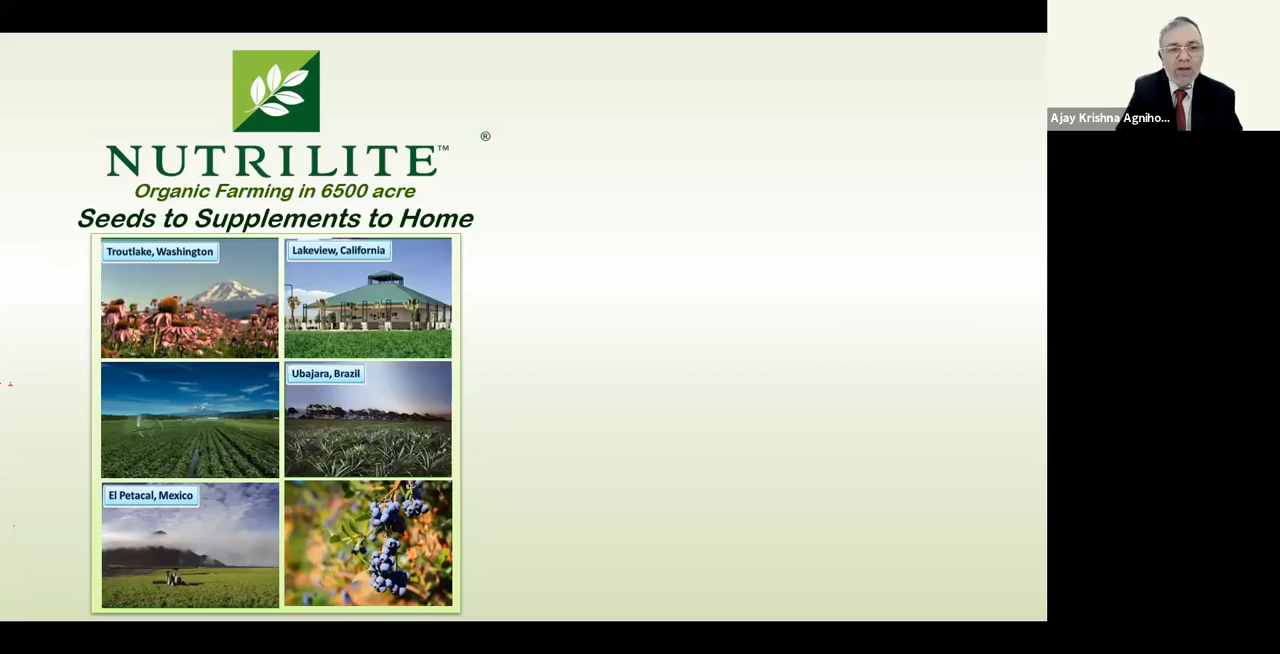 NUTRILITE™
®
Organic Farming in 6500 acre
Seeds to Supplements to Home
Troutlake, Washington
Lakeview, California
Ubajara, Brazil
El Petacal, Mexico
Ajay Krishna Agniho...